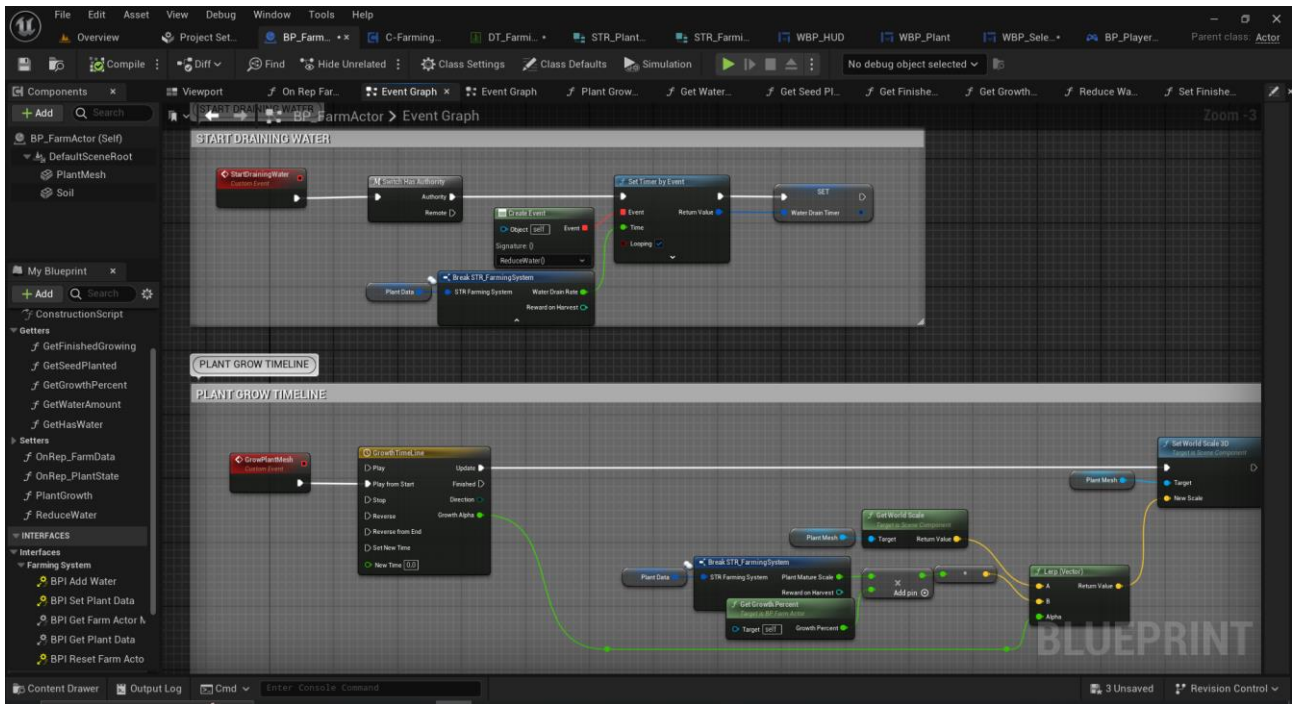 File Edit Asset View Debug Window Tools Help
Overview Project Set... BP_Farm... C-Farming... DT_Farmi... STR_Plant... STR_Farmi... WBP_HUD WBP_Plant WBP_Sele... BP_Player... Parent class: Actor
Compile Diff Find Hide Unrelated Class Settings Class Defaults Simulation No debug object selected
Components Viewport On Rep Far... Event Graph Event Graph Plant Grow... Get Water... Get Seed Pl... Get Finishe... Get Growth... Reduce Wa... Set Finishe...
+ Add Search
START DRAINING WATER
BP_FarmActor > Event Graph Zoom -3
BP_FarmActor (Self)
DefaultSceneRoot
PlantMesh
Soil
START DRAINING WATER
StartDrainingWater
Custom Event
Switch Has Authority
Authority
Remote
Create Event
Object self Event
Signature: ()
ReduceWater()
Set Timer by Event
Event Return Value
Time
Looping
SET
Water Drain Timer
Plant Data
Break STR_FarmingSystem
STR Farming System Water Drain Rate
Reward on Harvest
My Blueprint
+ Add Search
ConstructionScript
Getters
GetFinishedGrowing
GetSeedPlanted
GetGrowthPercent
GetWaterAmount
GetHasWater
Setters
OnRep_FarmData
OnRep_PlantState
PlantGrowth
ReduceWater
INTERFACES
Interfaces
Farming System
BPI Add Water
BPI Set Plant Data
BPI Get Farm Actor
BPI Get Plant Data
BPI Reset Farm Acto
PLANT GROW TIMELINE
PLANT GROW TIMELINE
GrowPlantMesh
Custom Event
GrowthTimeLine
Play Update
Play from Start Finished
Stop Direction
Reverse Growth Alpha
Reverse from End
Set New Time
New Time 0,0
Plant Mesh
Get World Scale
Target is Scene Component
Target Return Value
Plant Data
Break STR_FarmingSystem
STR Farming System Plant Mature Scale
Reward on Harvest
Get Growth Percent
Target is BP Farm Actor
Target self Growth Percent
Add pin
Lerp (Vector)
A Return Value
B
Alpha
Plant Mesh
Set World Scale 3D
Target is Scene Component
Target
New Scale
BLUEPRINT
Content Drawer Output Log Cmd Enter Console Command 3 Unsaved Revision Control